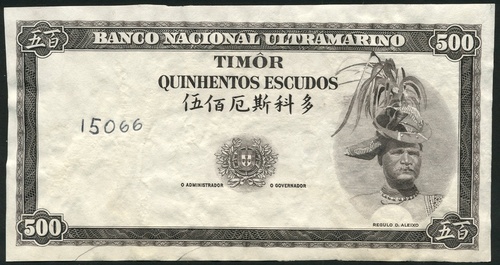 五百 BANCO NACIONAL ULTRAMARINO 500
TIMÔR
QUINHENTOS ESCUDOS
伍佰厄斯科多
15066
O ADMINISTRADOR O GOVERNADOR
REGULO D. ALEIXO
500 五百